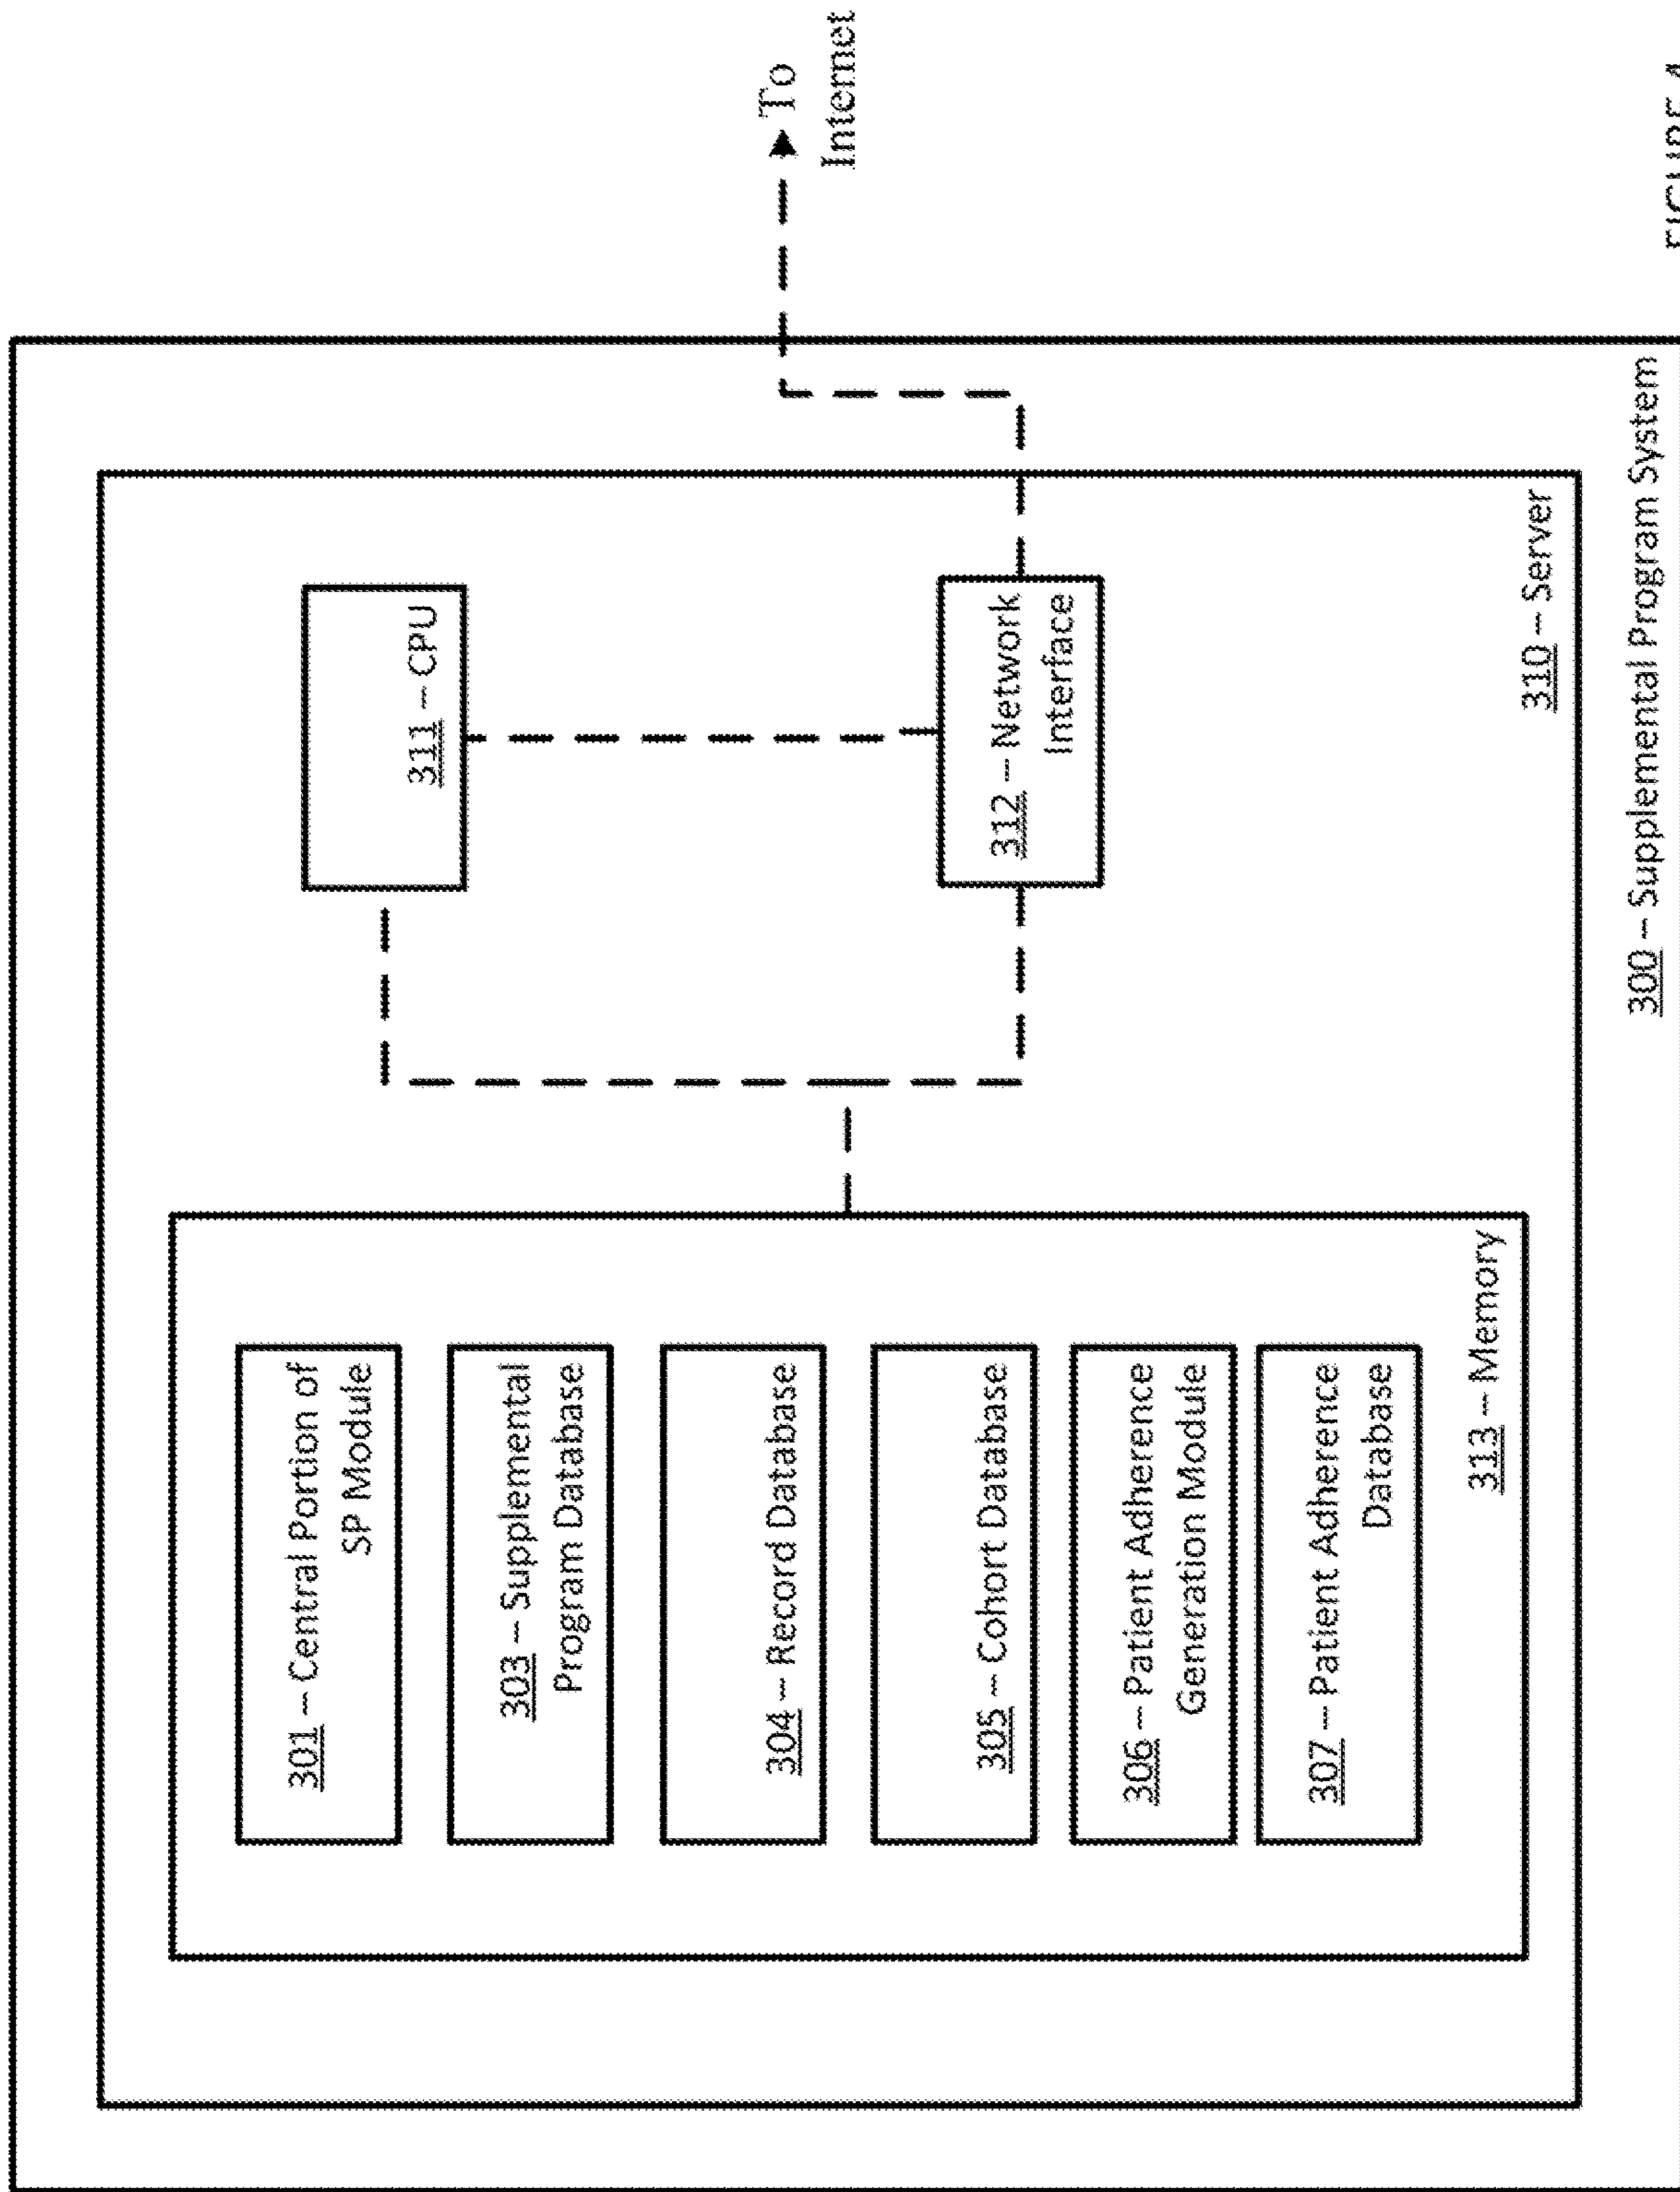 301 – Central Portion of
SP Module
303 – Supplemental
Program Database
304 – Record Database
305 – Cohort Database
306 – Patient Adherence
Generation Module
307 – Patient Adherence
Database
313 – Memory
311 – CPU
312 – Network
Interface
310 – Server
300 – Supplemental Program System
To
Internet
FIGURE 4